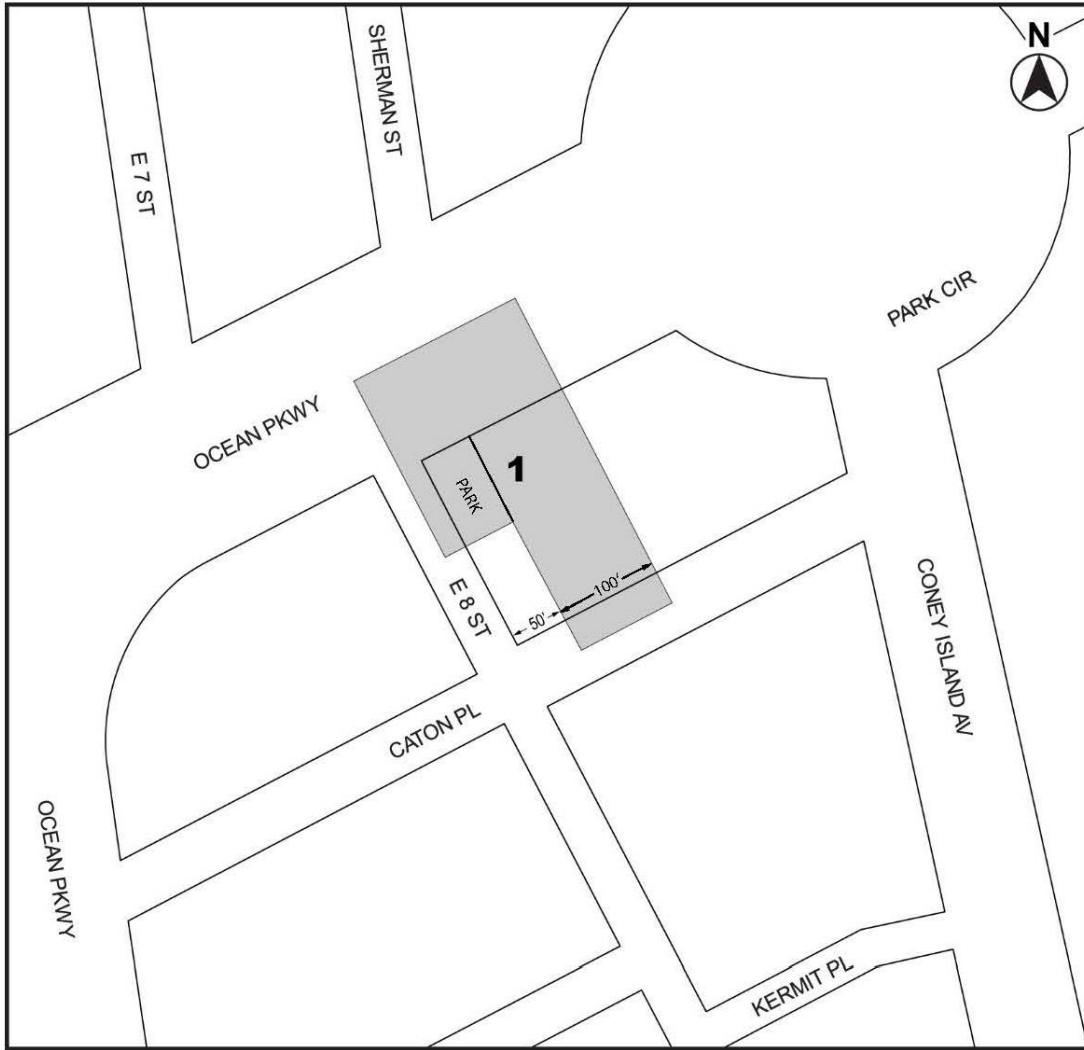 N
SHERMAN ST
E 7 ST
PARK CIR
OCEAN PKWY
1
PARK
100'
50'
E 8 ST
CONEY ISLAND AV
CATON PL
OCEAN PKWY
KERMIT PL